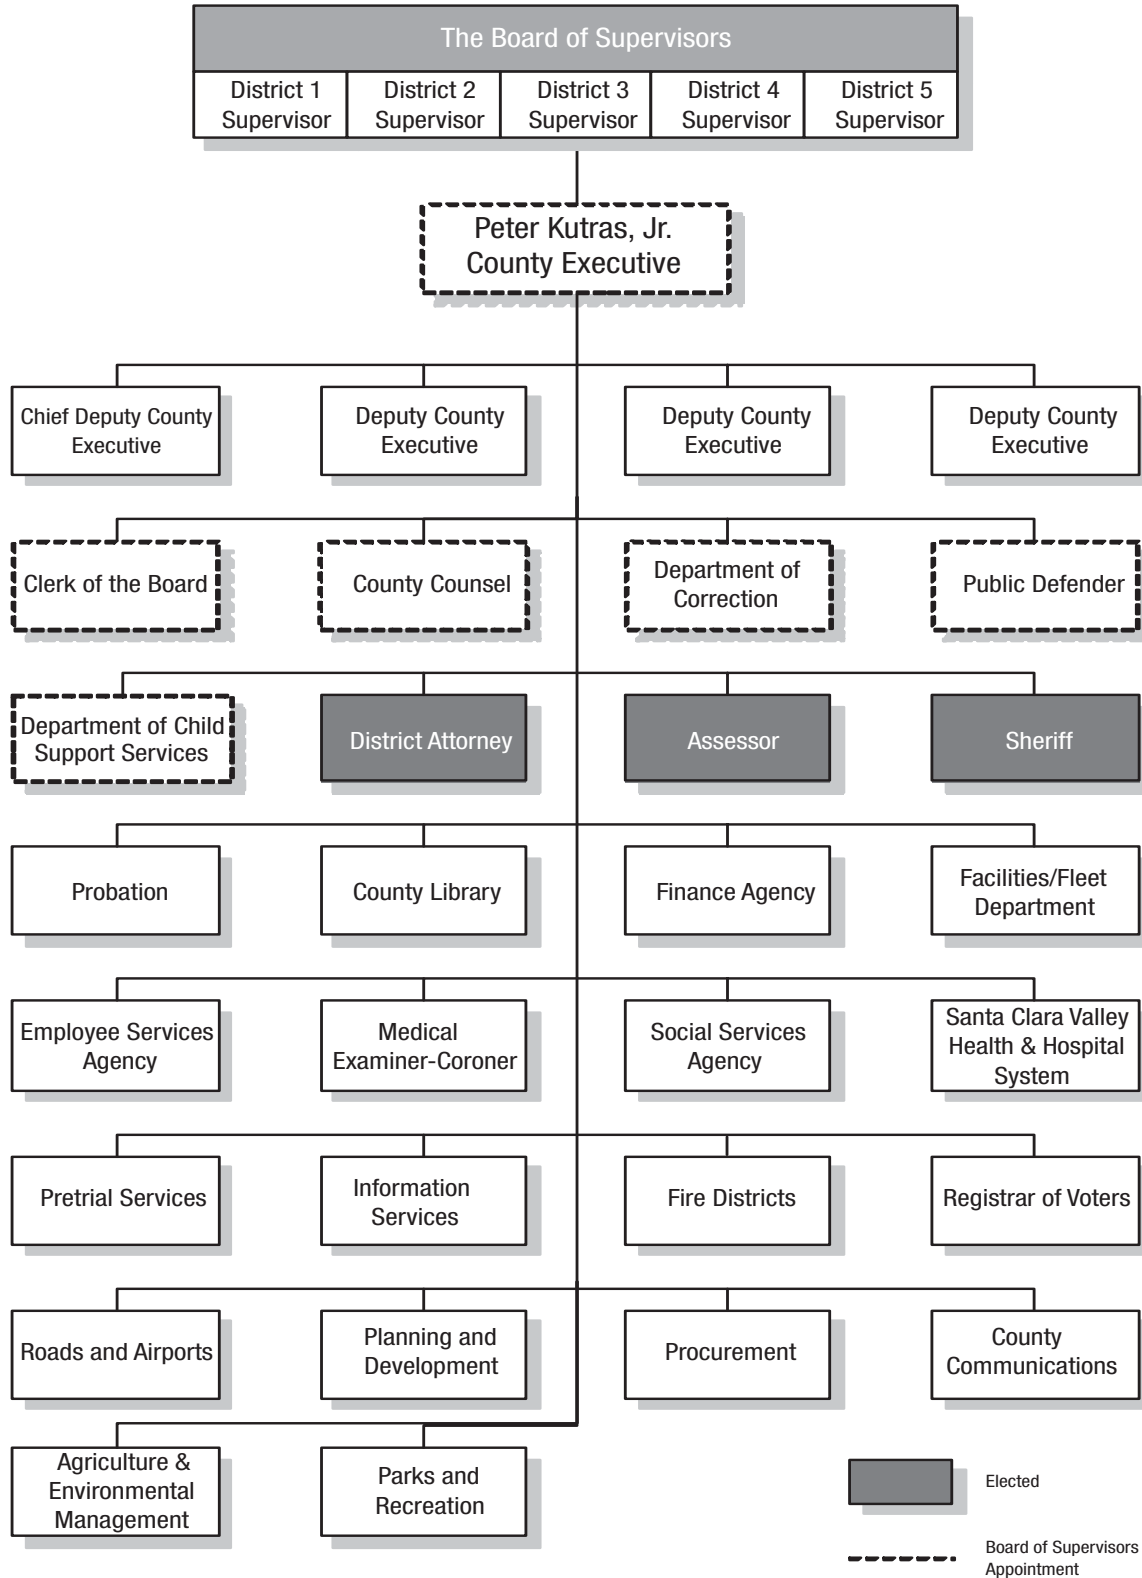 The Board of Supervisors
District 1
Supervisor
District 2
Supervisor
District 3
Supervisor
District 4
Supervisor
District 5
Supervisor
Peter Kutras, Jr.
County Executive
Chief Deputy County
Executive
Deputy County
Executive
Deputy County
Executive
Deputy County
Executive
Clerk of the Board
County Counsel
Department of
Correction
Public Defender
Department of Child
Support Services
District Attorney
Assessor
Sheriff
Probation
County Library
Finance Agency
Facilities/Fleet
Department
Employee Services
Agency
Medical
Examiner-Coroner
Social Services
Agency
Santa Clara Valley
Health & Hospital
System
Pretrial Services
Information
Services
Fire Districts
Registrar of Voters
Roads and Airports
Planning and
Development
Procurement
County
Communications
Agriculture &
Environmental
Management
Parks and
Recreation
Elected
Board of Supervisors
Appointment